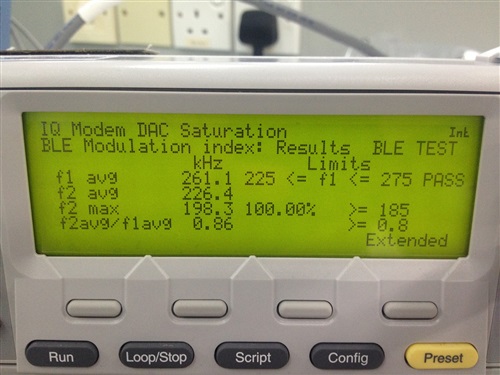 IQ Modem DAC Saturation Int
BLE Modulation index: Results BLE TEST
kHz Limits
f1 avg 261.1 225 <= f1 <= 275 PASS
f2 avg 226.4
f2 max 198.3 100.00% >= 185
f2avg/f1avg 0.86 >= 0.8
Extended
Run Loop/Stop Script Config Preset